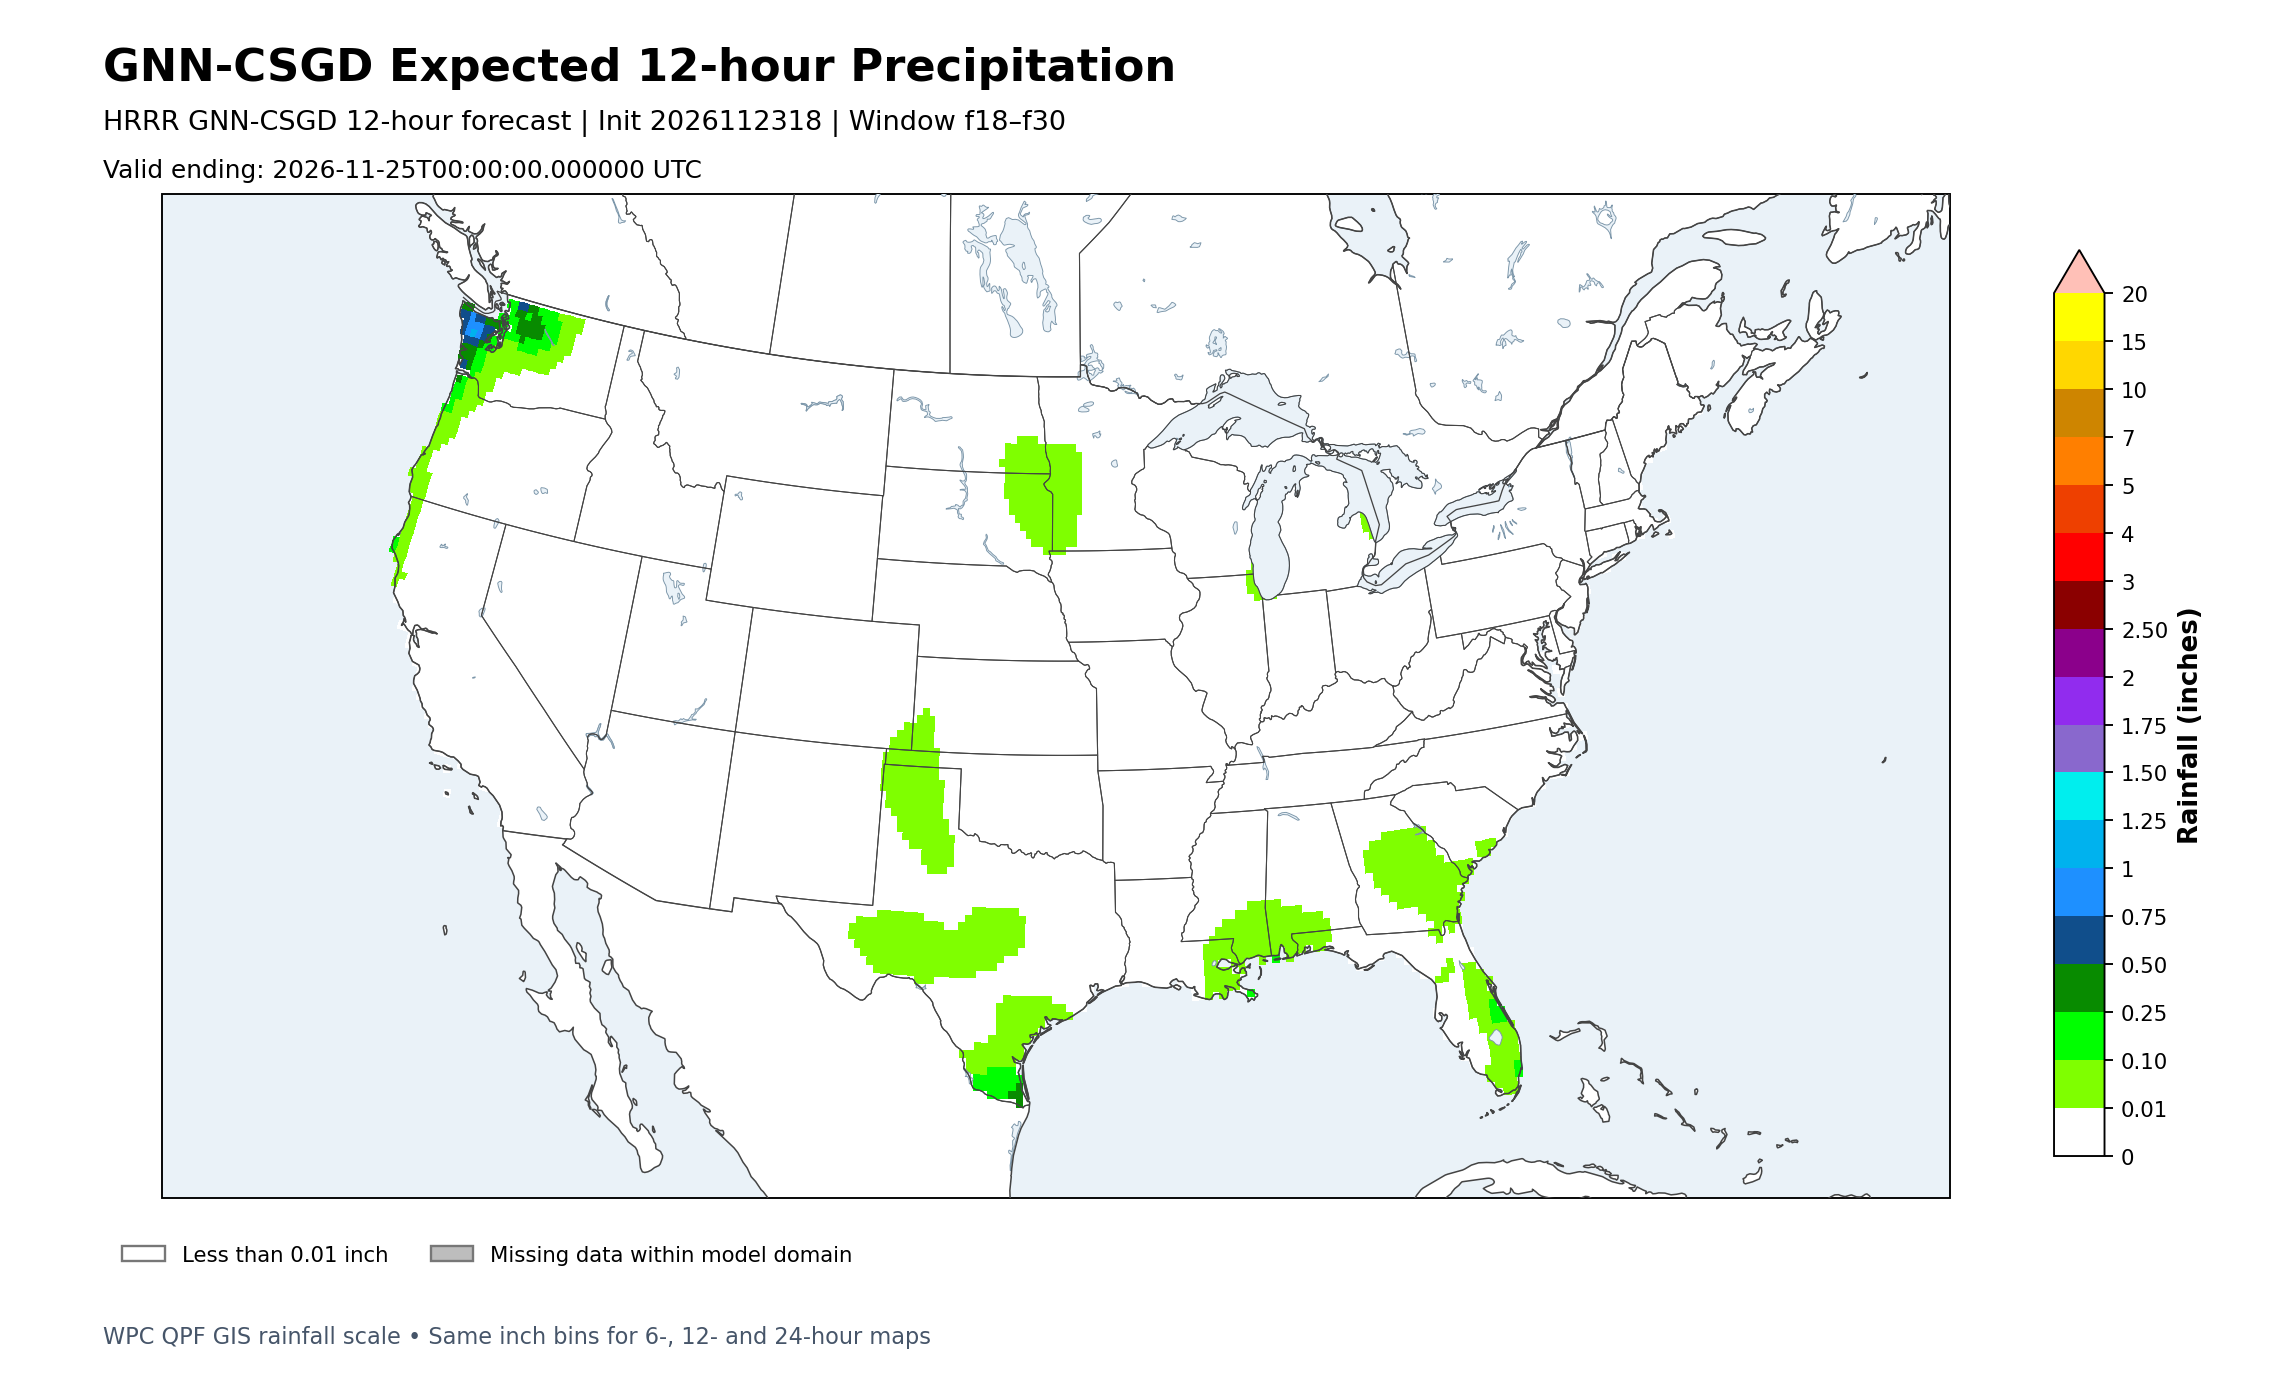 GNN-CSGD Expected 12-hour Precipitation
HRRR GNN-CSGD 12-hour forecast | Init 2026112318 | Window f18–f30
Valid ending: 2026-11-25T00:00:00.000000 UTC
20
15
10
7
5
4
3
2.50
2
1.75
1.50
1.25
1
0.75
0.50
0.25
0.10
0.01
0
Rainfall (inches)
Less than 0.01 inch
Missing data within model domain
WPC QPF GIS rainfall scale • Same inch bins for 6-, 12- and 24-hour maps